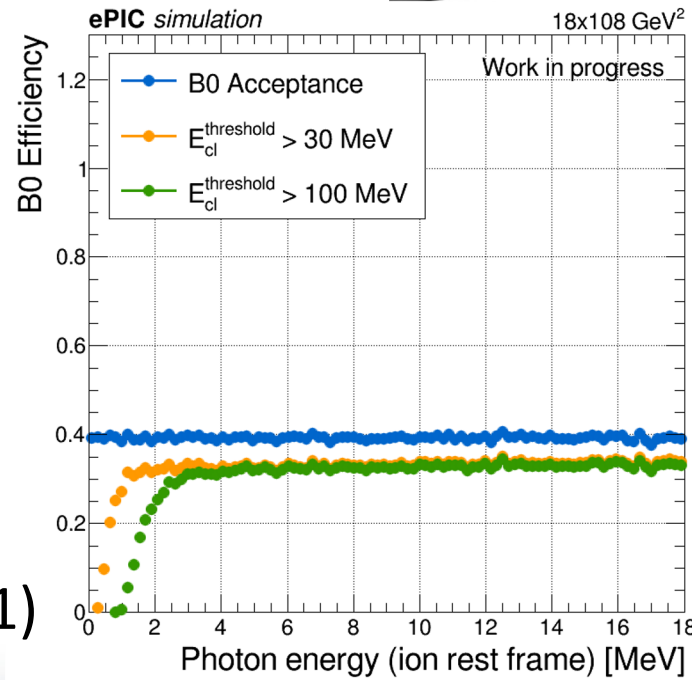 ePIC simulation 18x108 GeV²
B0 Efficiency
Work in progress
B0 Acceptance
E_cl^threshold > 30 MeV
E_cl^threshold > 100 MeV
1.2
1
0.8
0.6
0.4
0.2
0
0 2 4 6 8 10 12 14 16 18
Photon energy (ion rest frame) [MeV]
1)